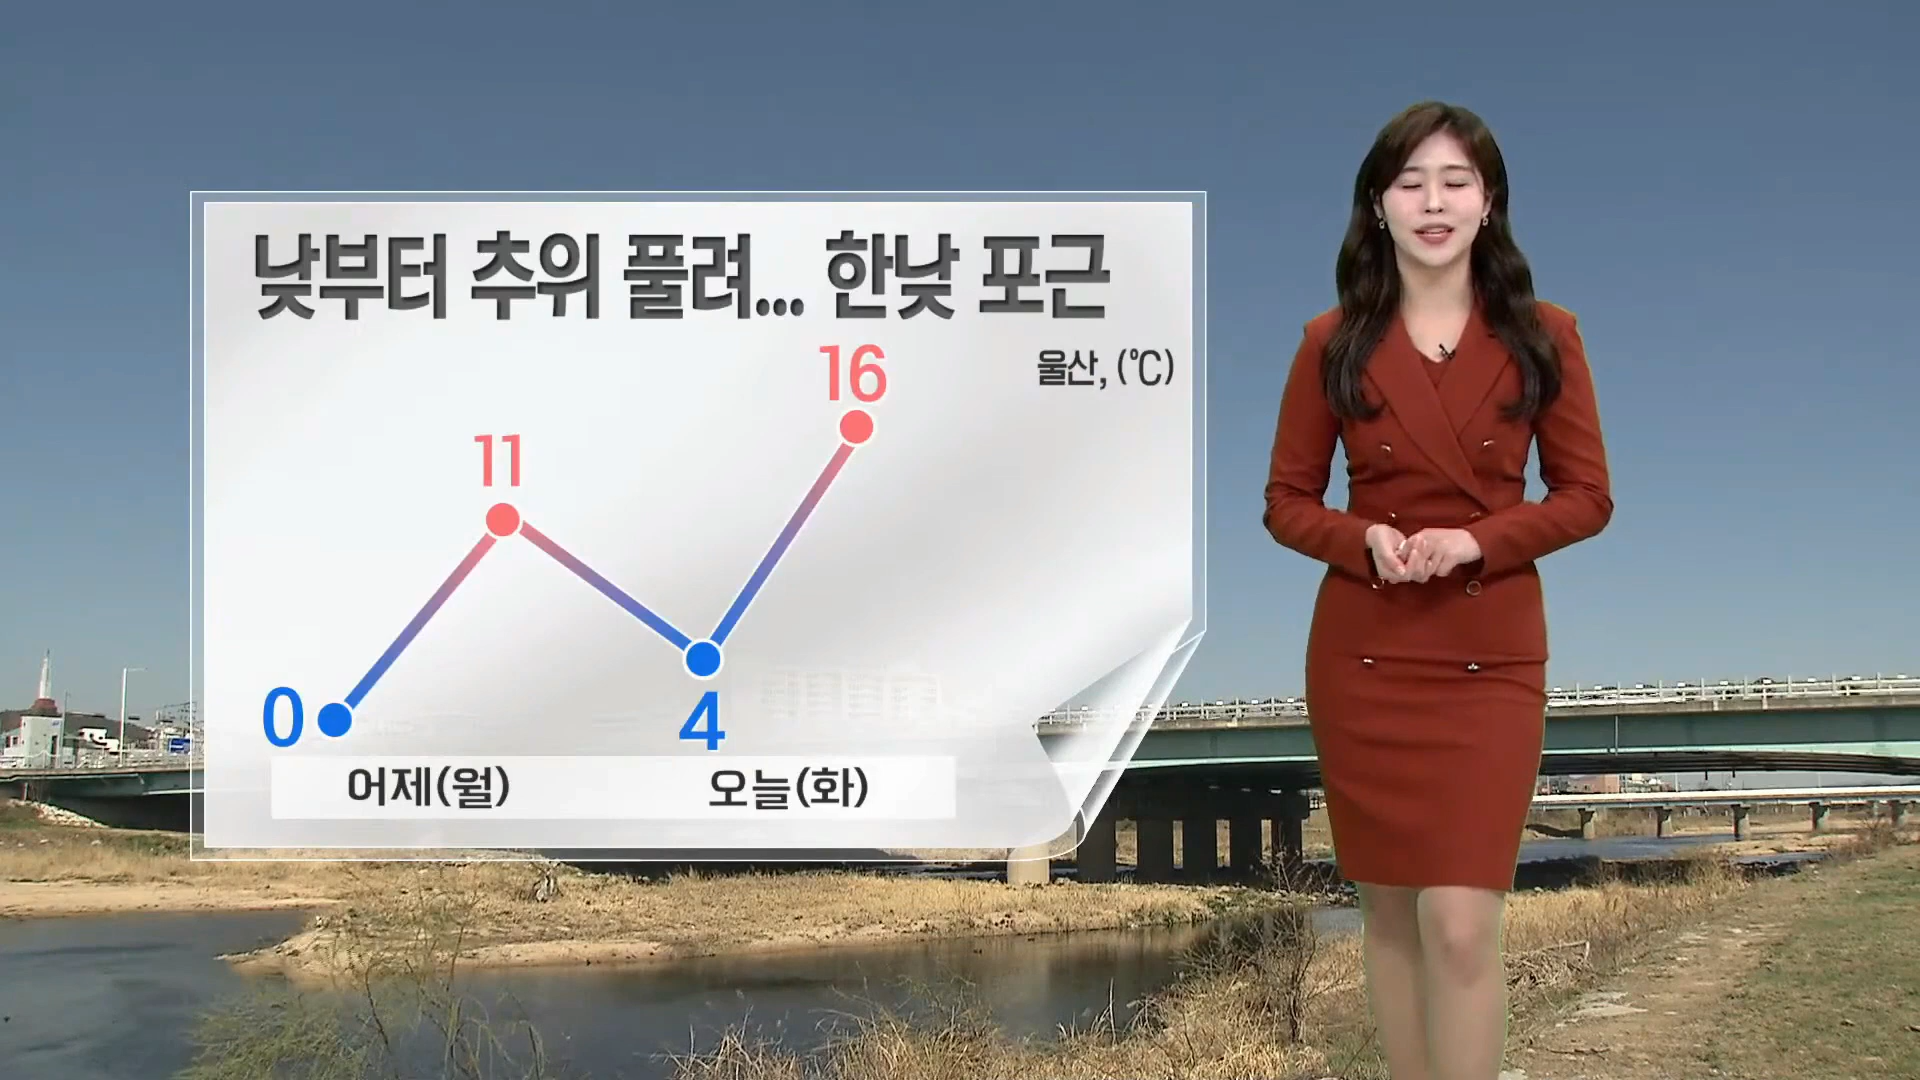 낮부터 추위 풀려... 한낮 포근
울산, (℃)
16
11
0
4
어제(월)
오늘(화)